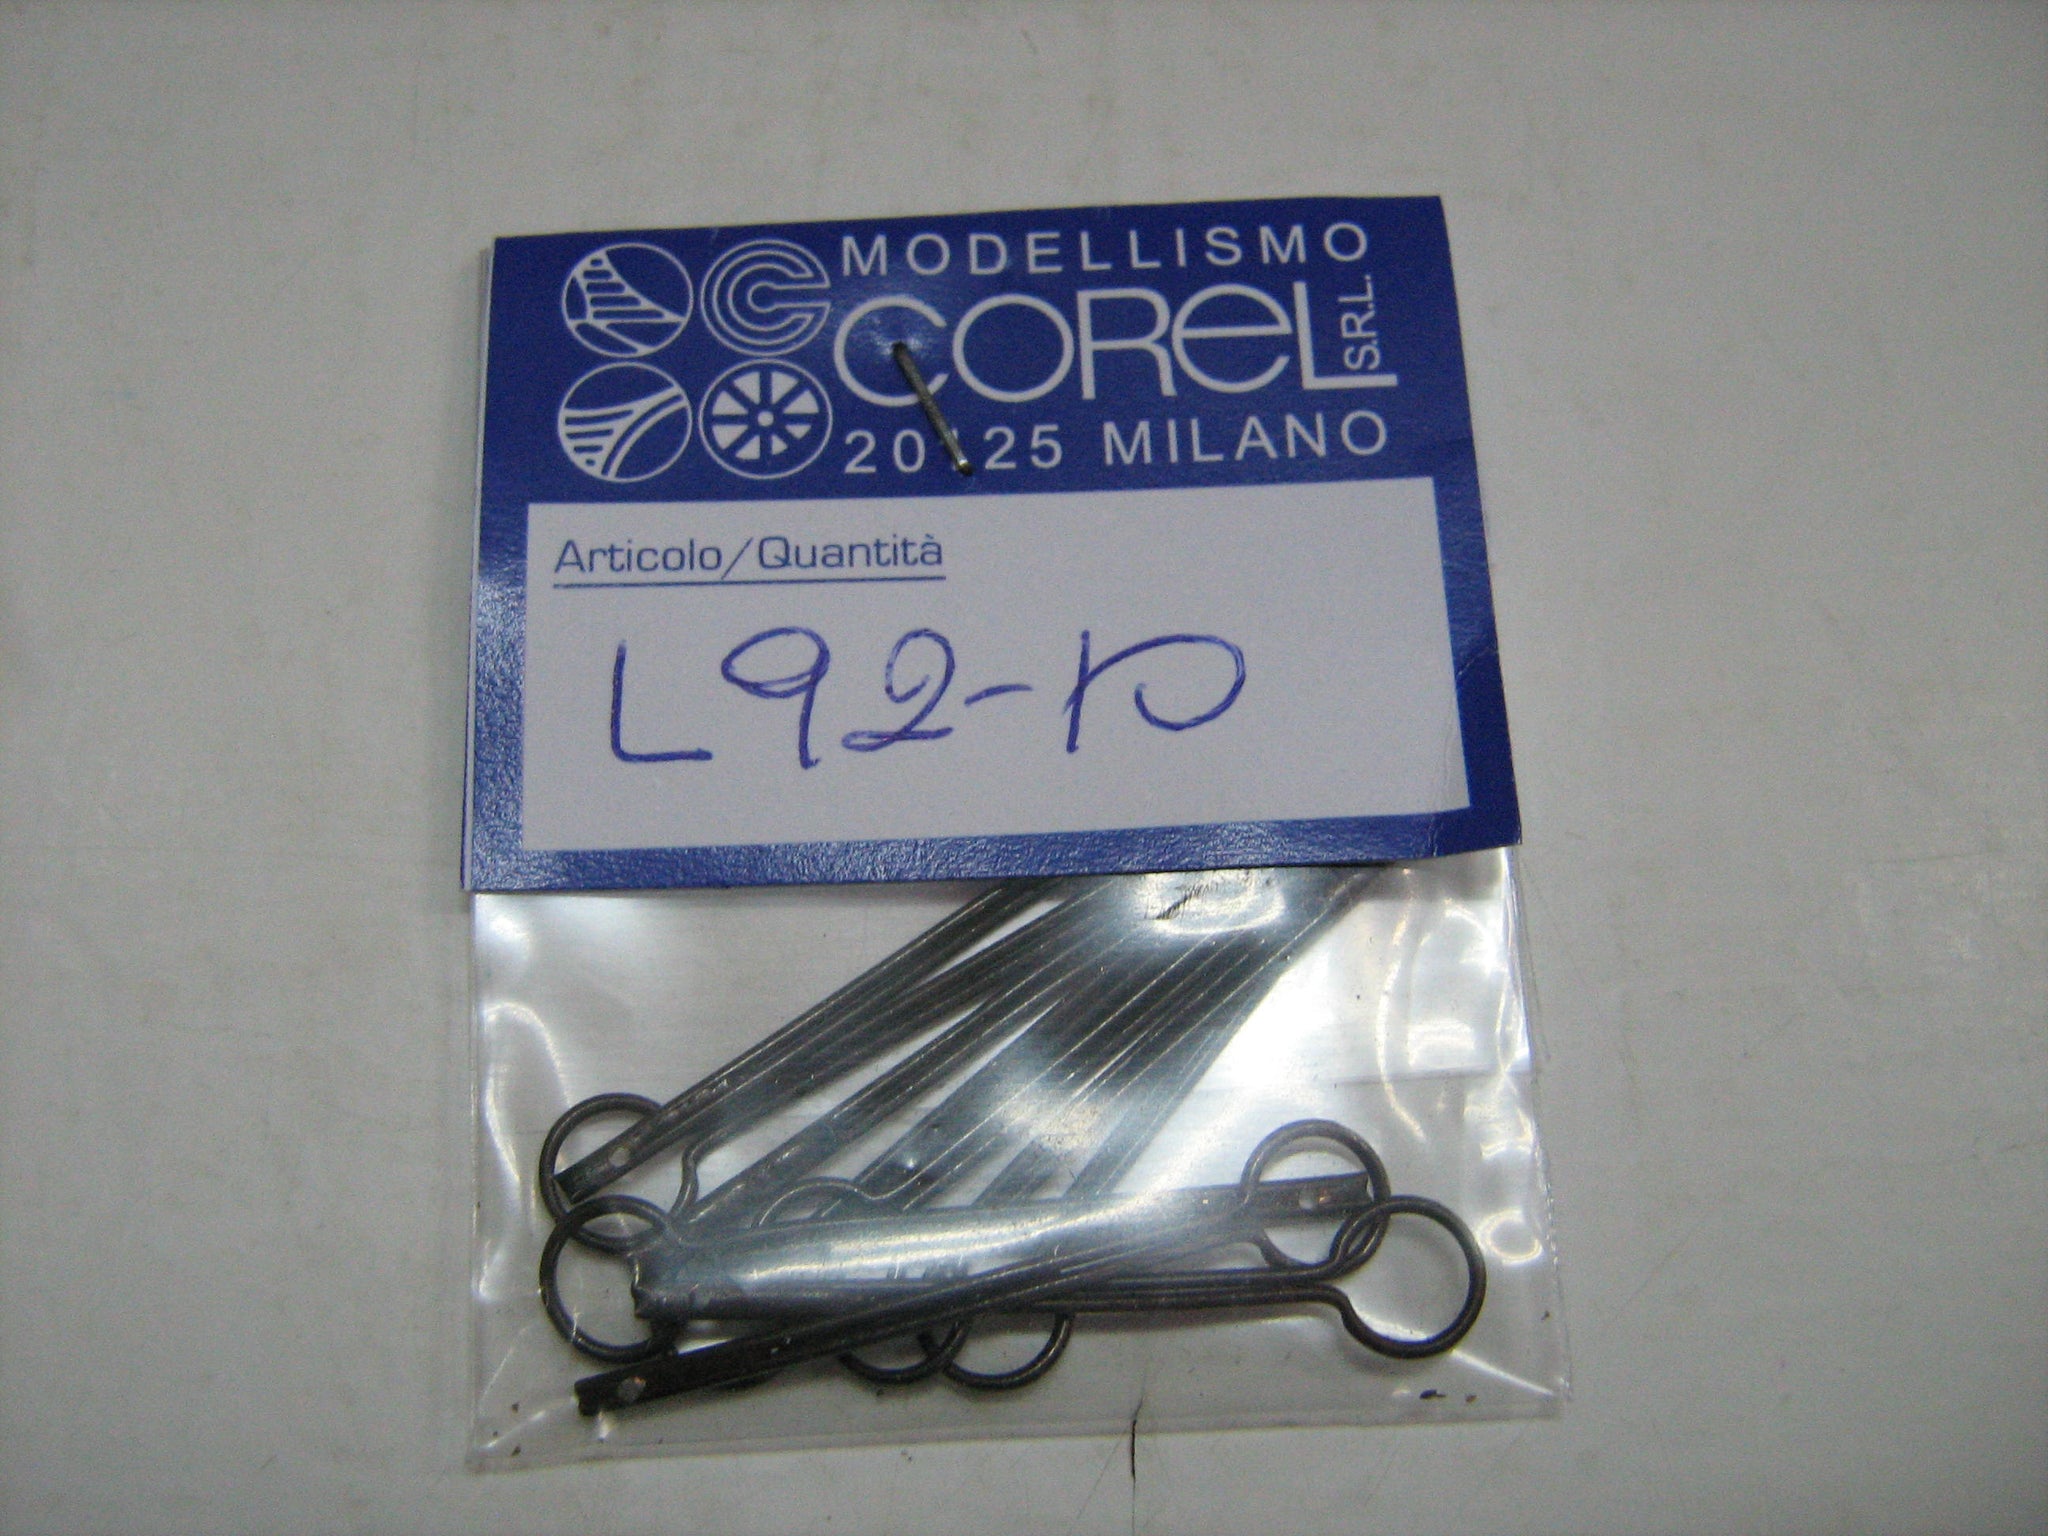 MODELLISMO
COREL S.R.L.
20125 MILANO
Articolo/Quantità
L92-10